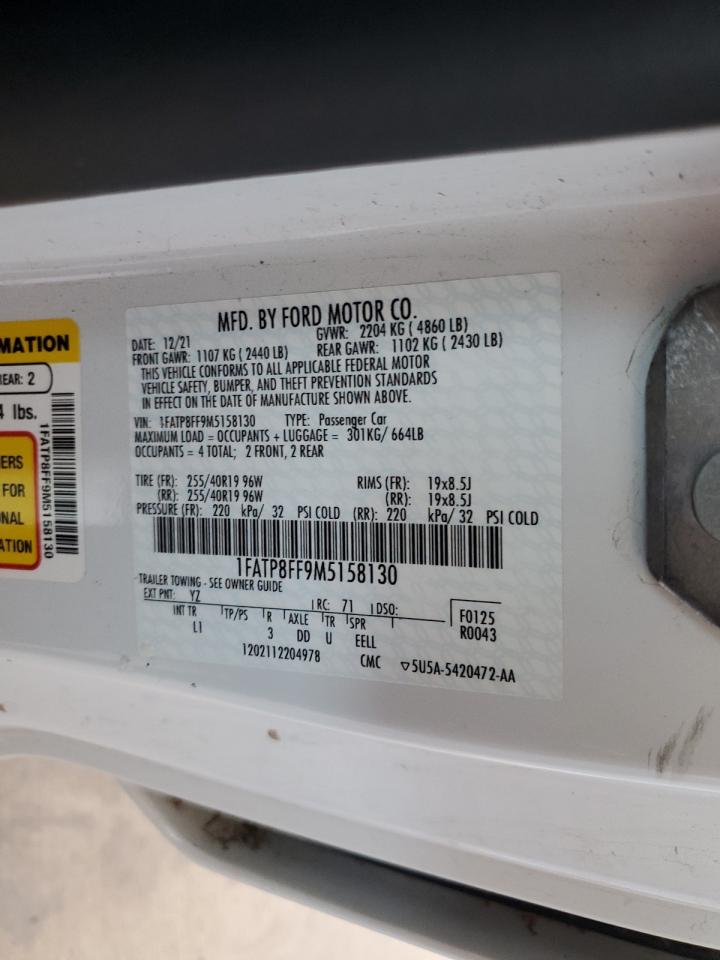 MFD. BY FORD MOTOR CO.
DATE: 12/21 GVWR: 2204 KG ( 4860 LB)
FRONT GAWR: 1107 KG ( 2440 LB) REAR GAWR: 1102 KG ( 2430 LB)
THIS VEHICLE CONFORMS TO ALL APPLICABLE FEDERAL MOTOR
VEHICLE SAFETY, BUMPER, AND THEFT PREVENTION STANDARDS
IN EFFECT ON THE DATE OF MANUFACTURE SHOWN ABOVE.
VIN: 1FATP8FF9M5158130 TYPE: Passenger Car
MAXIMUM LOAD = OCCUPANTS + LUGGAGE = 301KG/ 664LB
OCCUPANTS = 4 TOTAL; 2 FRONT, 2 REAR
TIRE (FR): 255/40R19 96W RIMS (FR): 19x8.5J
(RR): 255/40R19 96W (RR): 19x8.5J
PRESSURE (FR): 220 kPa/ 32 PSI COLD (RR): 220 kPa/ 32 PSI COLD
1FATP8FF9M5158130
TRAILER TOWING - SEE OWNER GUIDE
EXT PNT: YZ RC: 71 DSO: F0125
INT TR TP/PS R AXLE TR SPR R0043
LI 3 DD U EELL
1202112204978 CMC ▽5U5A-5420472-AA
MATION
REAR: 2
4 lbs.
ERS
FOR
ONAL
ATION
1FATP8FF9M5158130